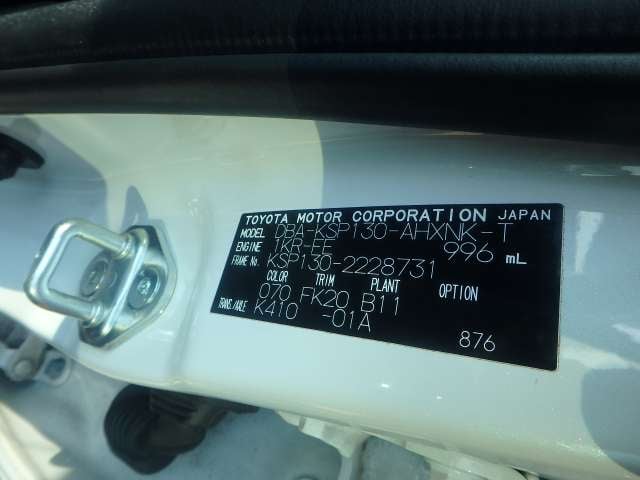 TOYOTA MOTOR CORPORATION JAPAN
MODEL DBA-KSP130-AHXNK-T
ENGINE 1KR-FE 996 mL
FRAME No. KSP130-2228731
COLOR TRIM PLANT OPTION
070 FK20 B11
TRANS./AXLE K410 -01A
876